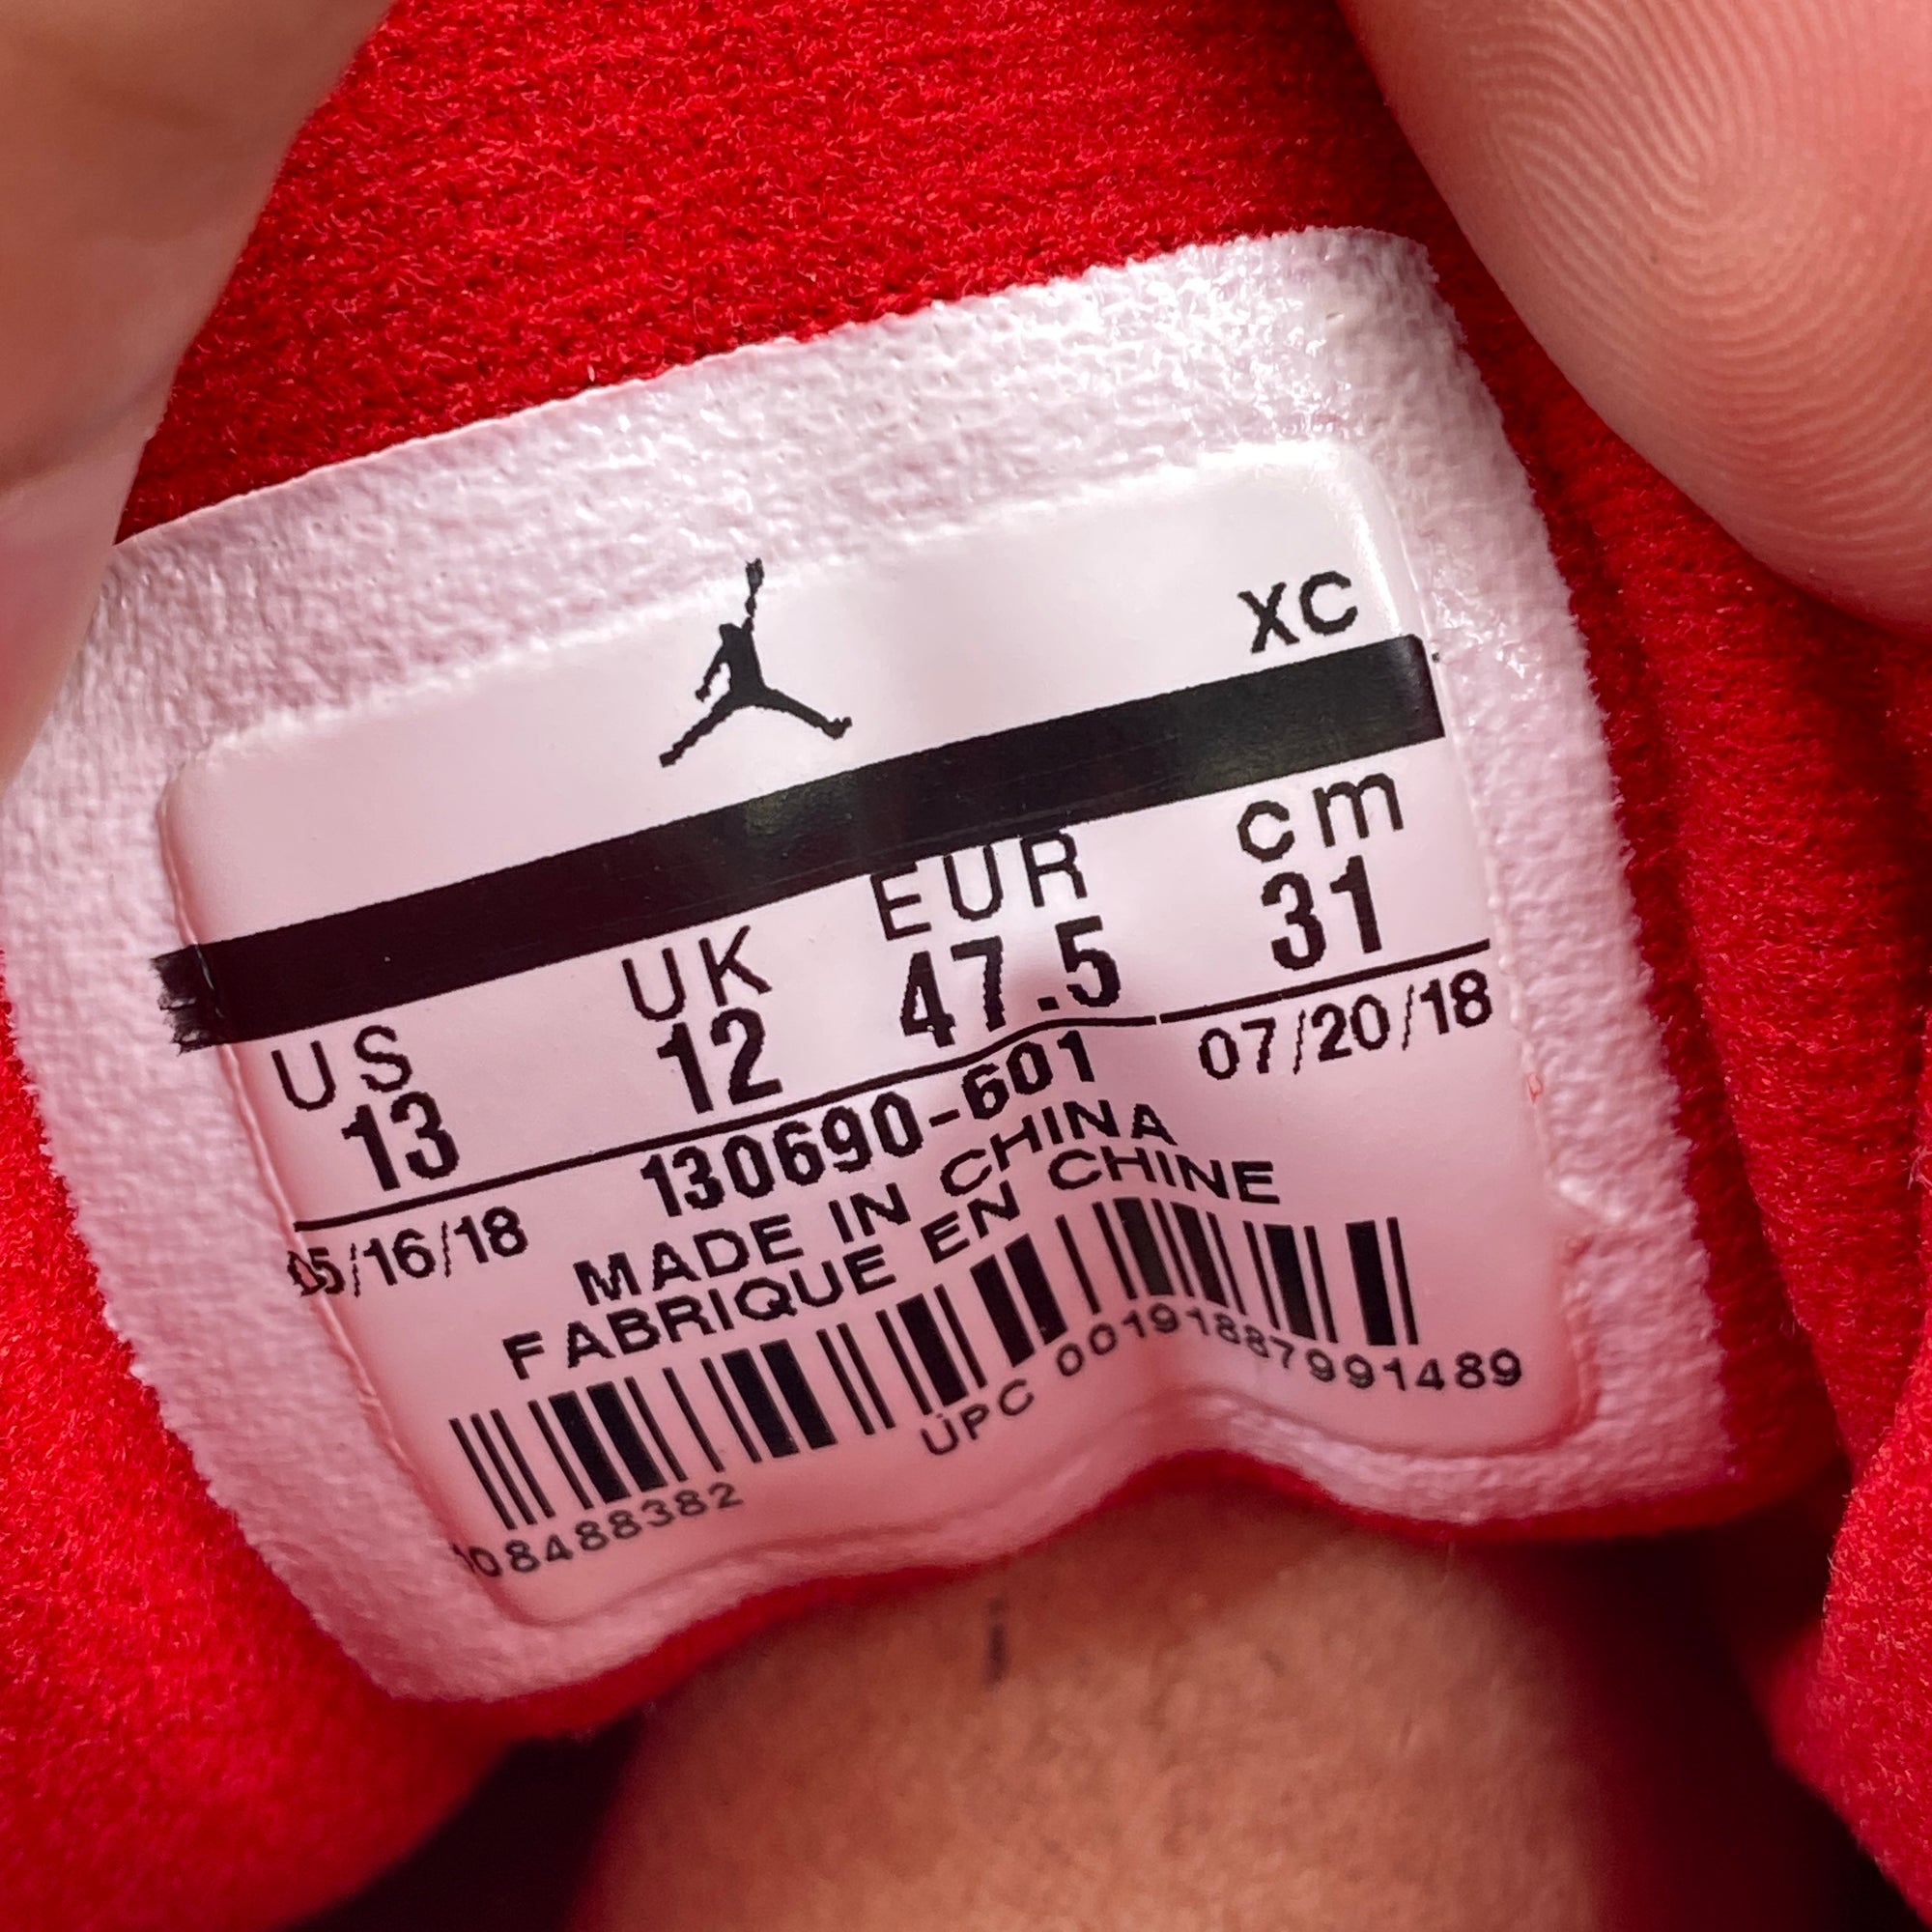 XC
US UK EUR cm
13 12 47.5 31
05/16/18 130690-601 07/20/18
MADE IN CHINA
FABRIQUE EN CHINE
UPC 00191887991489
08488382